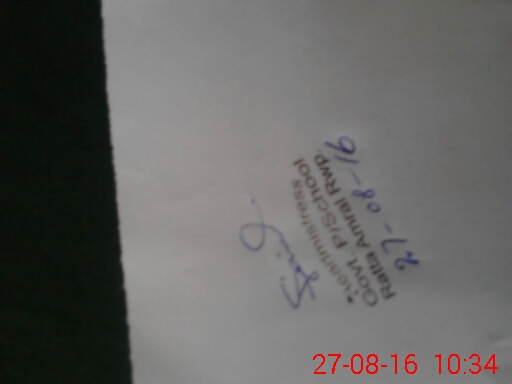 Headmistress
Govt. P/School
Ratta Amral Rwp.
27-08-16
27-08-16 10:34